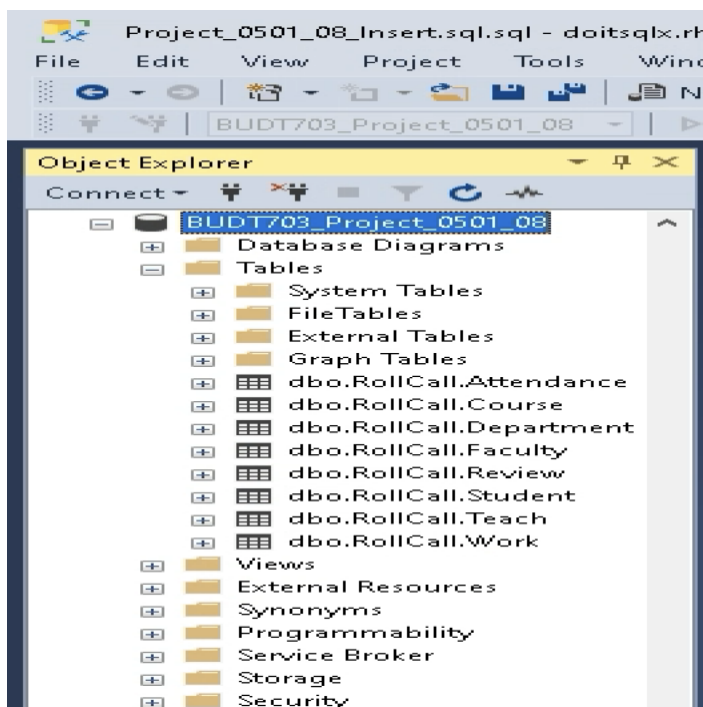 Project_0501_08_Insert.sql.sql - doitsqlx.rh
File Edit View Project Tools Wind
N
BUDT703_Project_0501_08
Object Explorer
Connect
BUDT703_Project_0501_08
Database Diagrams
Tables
System Tables
FileTables
External Tables
Graph Tables
dbo.RollCall.Attendance
dbo.RollCall.Course
dbo.RollCall.Department
dbo.RollCall.Faculty
dbo.RollCall.Review
dbo.RollCall.Student
dbo.RollCall.Teach
dbo.RollCall.Work
Views
External Resources
Synonyms
Programmability
Service Broker
Storage
Security